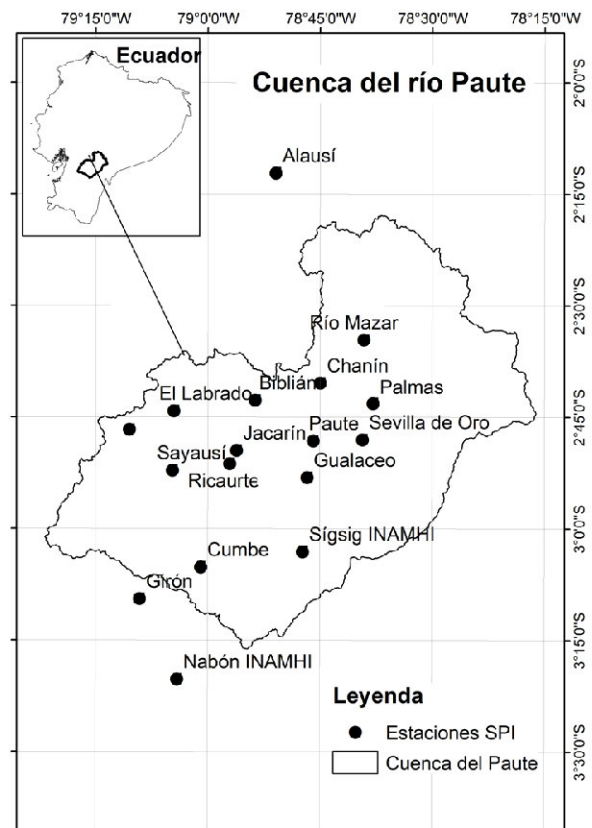 79°15'0"W 79°0'0"W 78°45'0"W 78°30'0"W 78°15'0"W
Ecuador
Cuenca del río Paute
2°0'0"S
Alausí
2°15'0"S
2°30'0"S
Río Mazar
Chanín
Biblián
El Labrado
Palmas
2°45'0"S
Paute
Sevilla de Oro
Jacarín
Sayausí
Gualaceo
Ricaurte
3°0'0"S
Sígsig INAMHI
Cumbe
Girón
3°15'0"S
Nabón INAMHI
Leyenda
Estaciones SPI
Cuenca del Paute
3°30'0"S